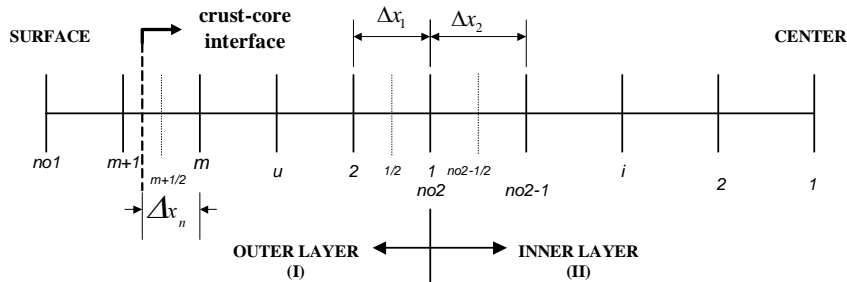 crust-core
interface
Δx₁ Δx₂
SURFACE CENTER
no1 m+1 m u 2 1/2 1 no2-1/2 no2-1 i 2 1
m+1/2 no2
Δxₙ
OUTER LAYER INNER LAYER
(I) (II)